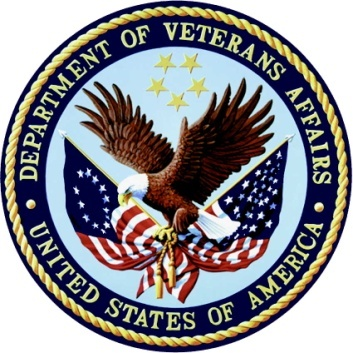 DEPARTMENT OF VETERANS AFFAIRS
UNITED STATES OF AMERICA